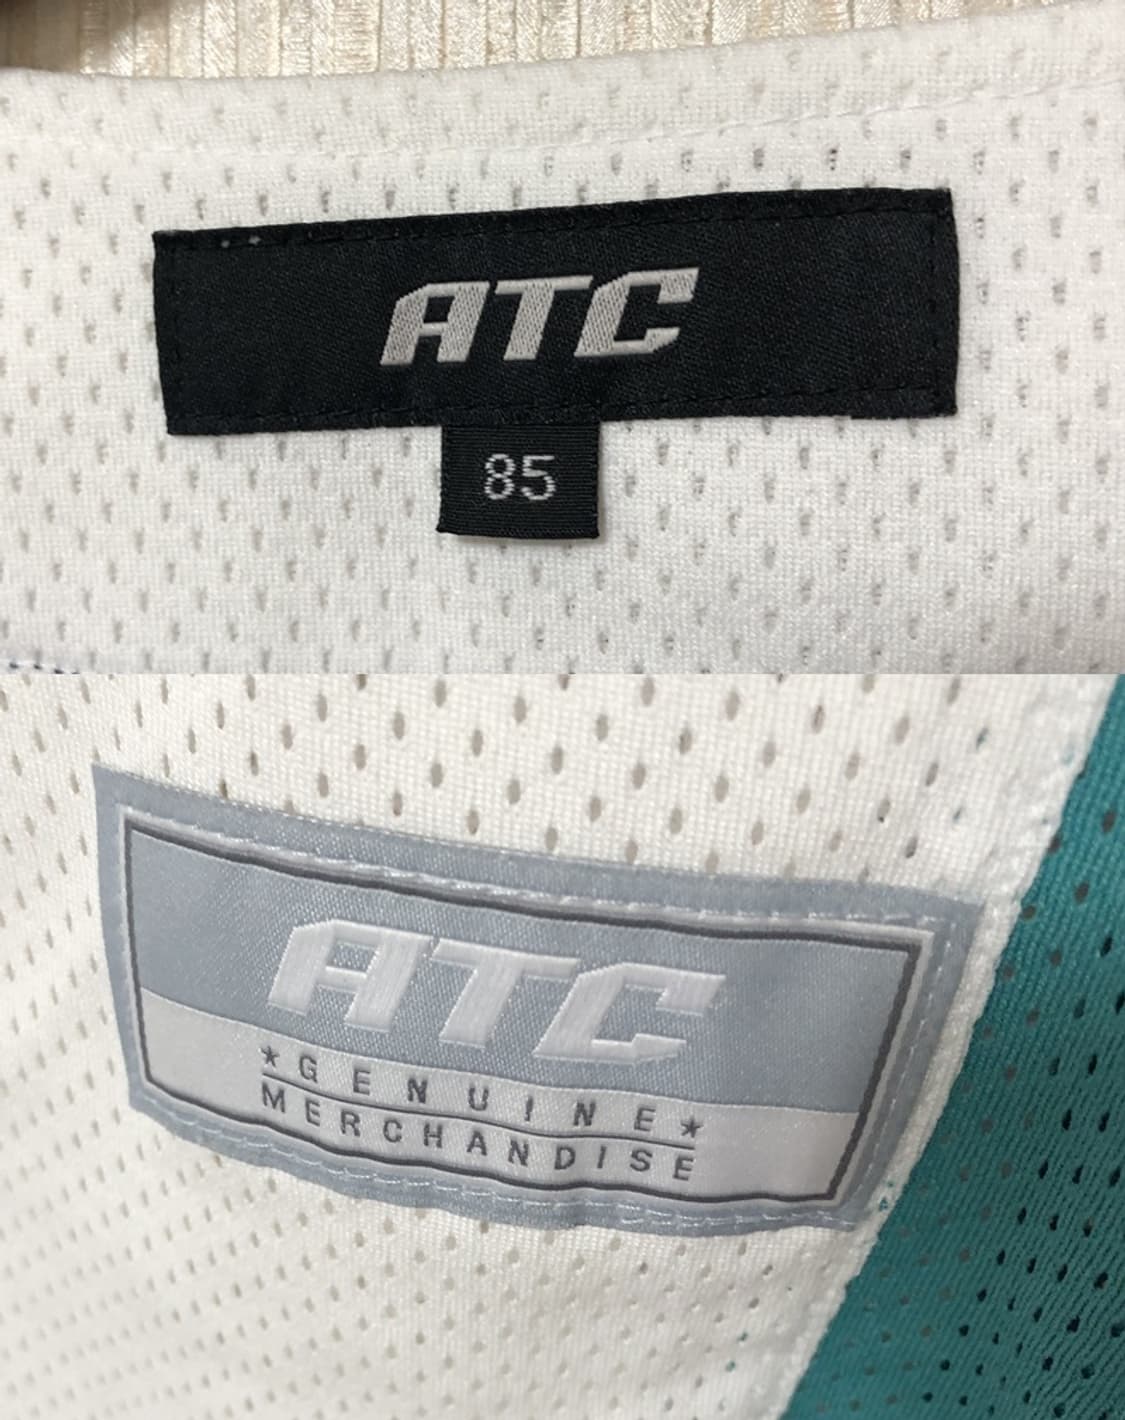 ATC
85
ATC
★GENUINE★
MERCHANDISE